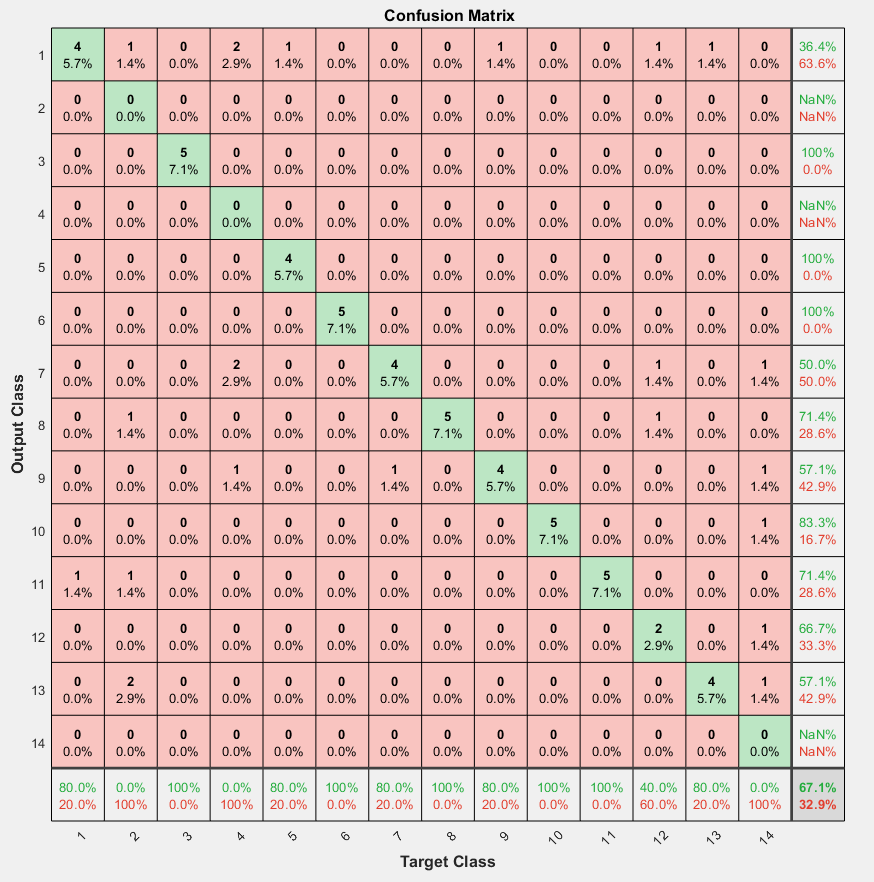 Confusion Matrix
1 4 1 0 2 1 0 0 0 1 0 0 1 1 0 36.4%
5.7% 1.4% 0.0% 2.9% 1.4% 0.0% 0.0% 0.0% 1.4% 0.0% 0.0% 1.4% 1.4% 0.0% 63.6%
2 0 0 0 0 0 0 0 0 0 0 0 0 0 0 NaN%
0.0% 0.0% 0.0% 0.0% 0.0% 0.0% 0.0% 0.0% 0.0% 0.0% 0.0% 0.0% 0.0% 0.0% NaN%
3 0 0 5 0 0 0 0 0 0 0 0 0 0 0 100%
0.0% 0.0% 7.1% 0.0% 0.0% 0.0% 0.0% 0.0% 0.0% 0.0% 0.0% 0.0% 0.0% 0.0% 0.0%
4 0 0 0 0 0 0 0 0 0 0 0 0 0 0 NaN%
0.0% 0.0% 0.0% 0.0% 0.0% 0.0% 0.0% 0.0% 0.0% 0.0% 0.0% 0.0% 0.0% 0.0% NaN%
5 0 0 0 0 4 0 0 0 0 0 0 0 0 0 100%
0.0% 0.0% 0.0% 0.0% 5.7% 0.0% 0.0% 0.0% 0.0% 0.0% 0.0% 0.0% 0.0% 0.0% 0.0%
6 0 0 0 0 0 5 0 0 0 0 0 0 0 0 100%
0.0% 0.0% 0.0% 0.0% 0.0% 7.1% 0.0% 0.0% 0.0% 0.0% 0.0% 0.0% 0.0% 0.0% 0.0%
7 0 0 0 2 0 0 4 0 0 0 0 1 0 1 50.0%
0.0% 0.0% 0.0% 2.9% 0.0% 0.0% 5.7% 0.0% 0.0% 0.0% 0.0% 1.4% 0.0% 1.4% 50.0%
8 0 1 0 0 0 0 0 5 0 0 0 1 0 0 71.4%
0.0% 1.4% 0.0% 0.0% 0.0% 0.0% 0.0% 7.1% 0.0% 0.0% 0.0% 1.4% 0.0% 0.0% 28.6%
9 0 0 0 1 0 0 1 0 4 0 0 0 0 1 57.1%
0.0% 0.0% 0.0% 1.4% 0.0% 0.0% 1.4% 0.0% 5.7% 0.0% 0.0% 0.0% 0.0% 1.4% 42.9%
10 0 0 0 0 0 0 0 0 0 5 0 0 0 1 83.3%
0.0% 0.0% 0.0% 0.0% 0.0% 0.0% 0.0% 0.0% 0.0% 7.1% 0.0% 0.0% 0.0% 1.4% 16.7%
11 1 1 0 0 0 0 0 0 0 0 5 0 0 0 71.4%
1.4% 1.4% 0.0% 0.0% 0.0% 0.0% 0.0% 0.0% 0.0% 0.0% 7.1% 0.0% 0.0% 0.0% 28.6%
12 0 0 0 0 0 0 0 0 0 0 0 2 0 1 66.7%
0.0% 0.0% 0.0% 0.0% 0.0% 0.0% 0.0% 0.0% 0.0% 0.0% 0.0% 2.9% 0.0% 1.4% 33.3%
13 0 2 0 0 0 0 0 0 0 0 0 0 4 1 57.1%
0.0% 2.9% 0.0% 0.0% 0.0% 0.0% 0.0% 0.0% 0.0% 0.0% 0.0% 0.0% 5.7% 1.4% 42.9%
14 0 0 0 0 0 0 0 0 0 0 0 0 0 0 NaN%
0.0% 0.0% 0.0% 0.0% 0.0% 0.0% 0.0% 0.0% 0.0% 0.0% 0.0% 0.0% 0.0% 0.0% NaN%
80.0% 0.0% 100% 0.0% 80.0% 100% 80.0% 100% 80.0% 100% 100% 40.0% 80.0% 0.0% 67.1%
20.0% 100% 0.0% 100% 20.0% 0.0% 20.0% 0.0% 20.0% 0.0% 0.0% 60.0% 20.0% 100% 32.9%
1 2 3 4 5 6 7 8 9 10 11 12 13 14
Target Class
Output Class